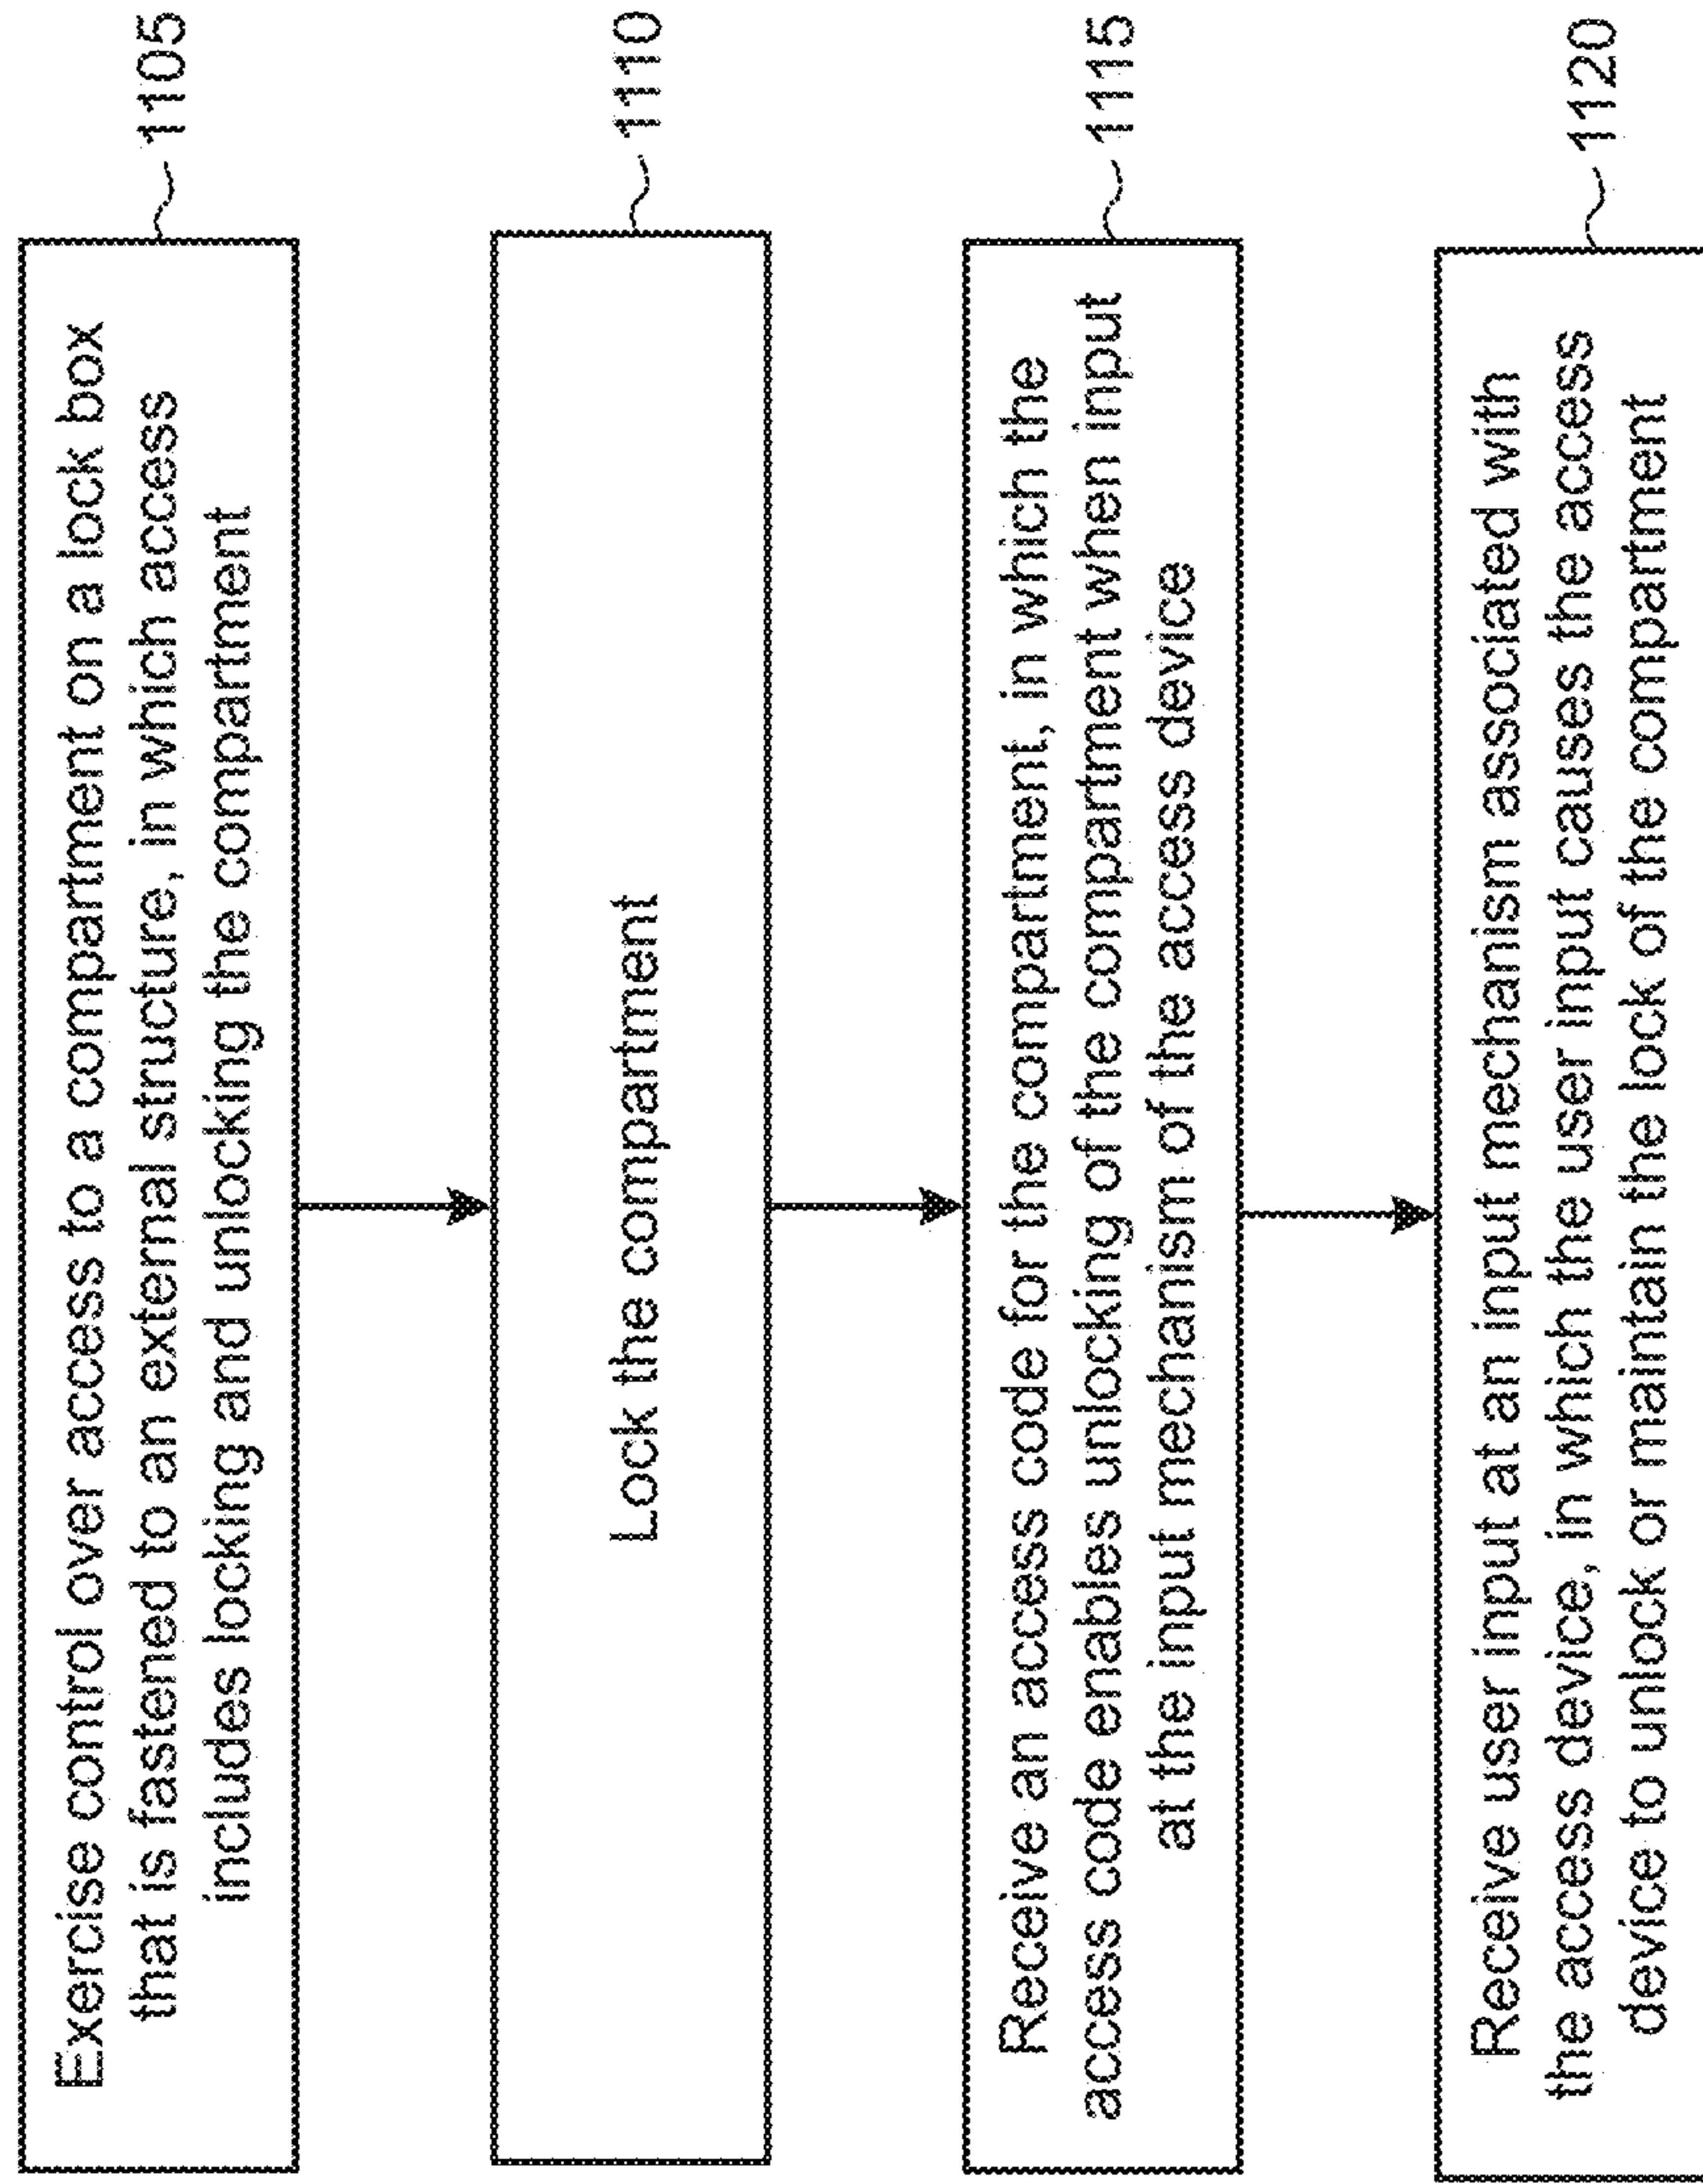 Exercise control over access to a compartment on a lock box
that is fastened to an external structure, in which access
includes locking and unlocking the compartment
1105
Lock the compartment
1110
Receive an access code for the compartment, in which the
access code enables unlocking of the compartment when input
at the input mechanism of the access device
1115
Receive user input at an input mechanism associated with
the access device, in which the user input causes the access
device to unlock or maintain the lock of the compartment
1120